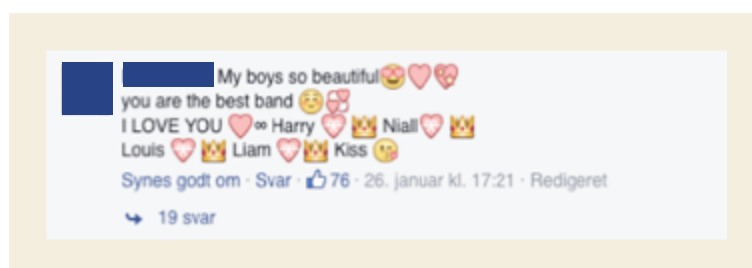 My boys so beautiful😍❤💖
you are the best band ☺💞
I LOVE YOU ❤∞ Harry 💖 👑 Niall💖 👑
Louis 💖 👑 Liam 💖👑 Kiss 😘
Synes godt om · Svar · 👍 76 · 26. januar kl. 17:21 · Redigeret
↪ 19 svar